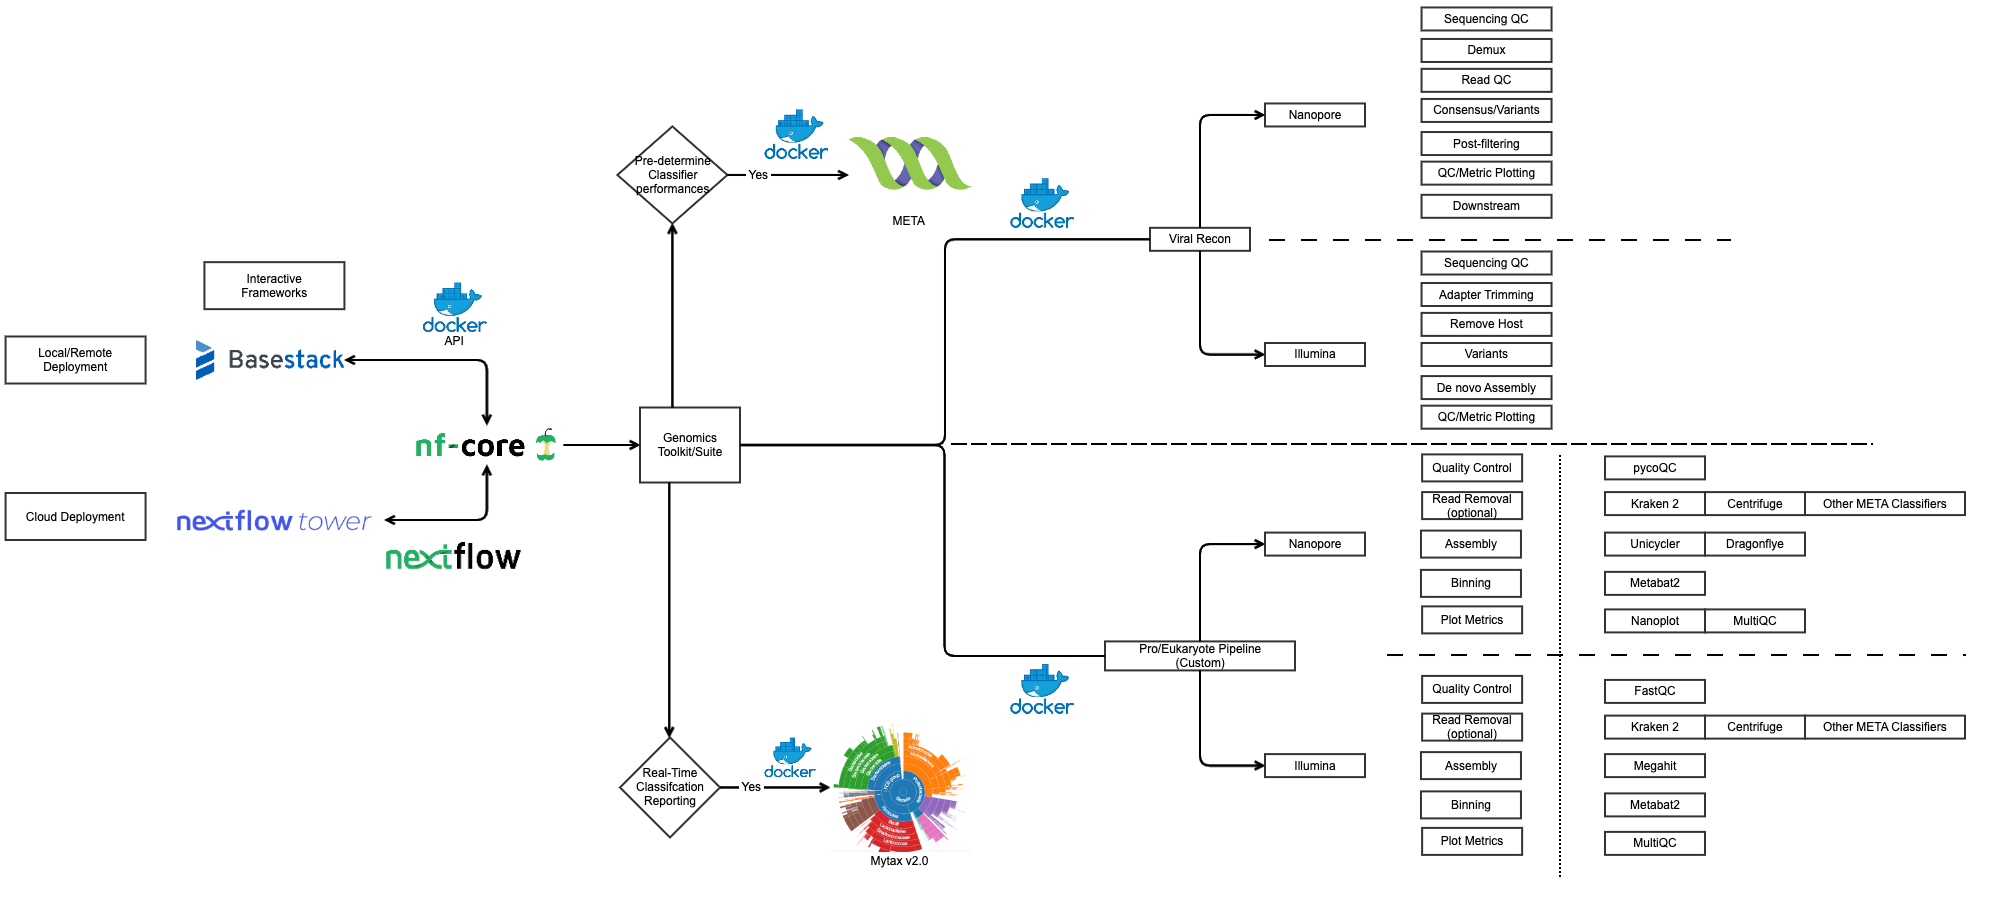 Interactive
Frameworks
Local/Remote
Deployment
Basestack
docker
API
nf-core
Cloud Deployment
nextflow tower
nextflow
Genomics
Toolkit/Suite
Pre-determine
Classifier
performances
Yes
docker
META
Real-Time
Classifcation
Reporting
Yes
docker
Mytax v2.0
docker
Viral Recon
Nanopore
Illumina
Sequencing QC
Demux
Read QC
Consensus/Variants
Post-filtering
QC/Metric Plotting
Downstream
Sequencing QC
Adapter Trimming
Remove Host
Variants
De novo Assembly
QC/Metric Plotting
docker
Pro/Eukaryote Pipeline
(Custom)
Nanopore
Illumina
Quality Control
pycoQC
Read Removal
(optional)
Kraken 2 Centrifuge Other META Classifiers
Assembly
Unicycler Dragonflye
Binning
Metabat2
Plot Metrics
Nanoplot MultiQC
Quality Control
FastQC
Read Removal
(optional)
Kraken 2 Centrifuge Other META Classifiers
Assembly
Megahit
Binning
Metabat2
Plot Metrics
MultiQC